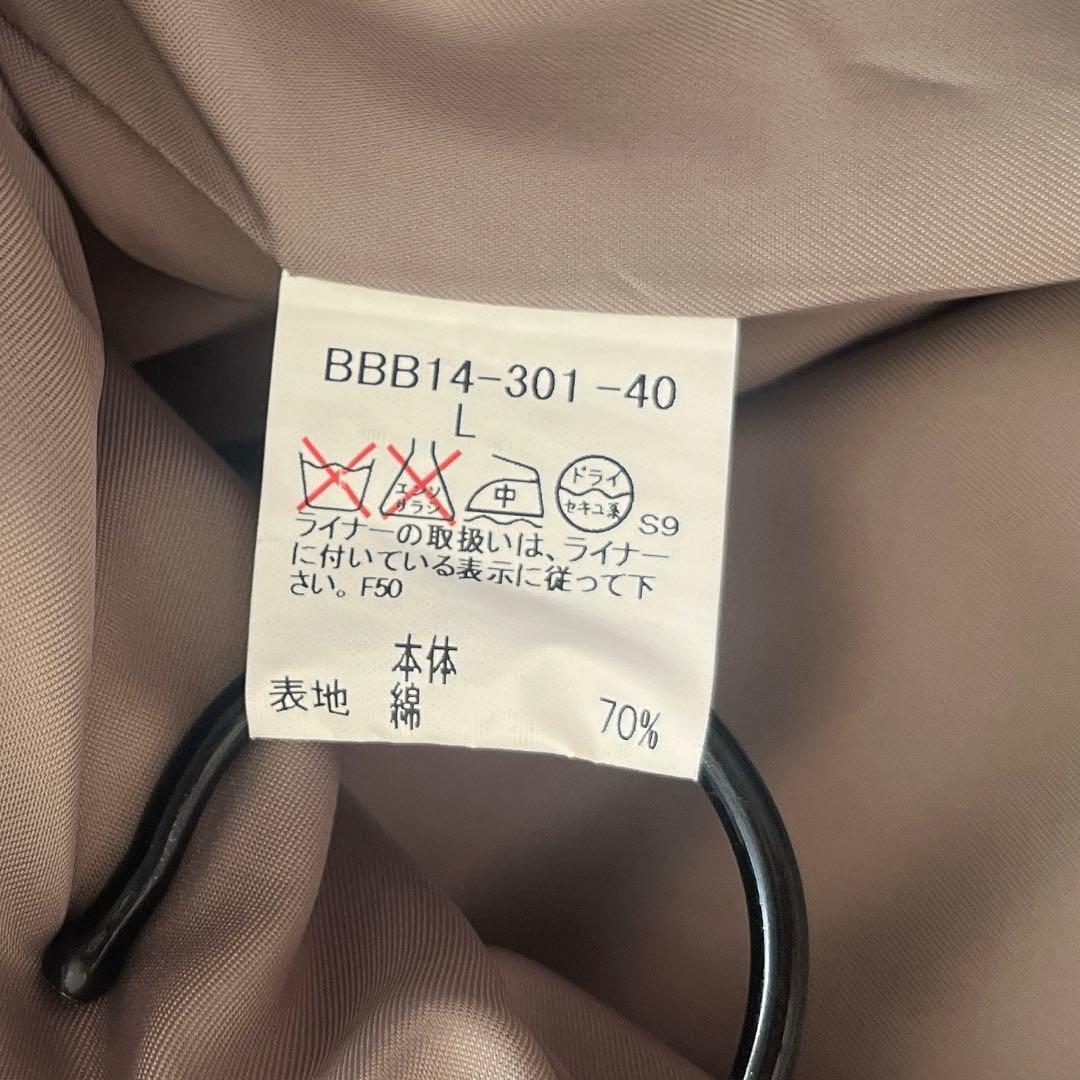 BBB14-301-40
L
エンソ
サラシ
中
ドライ
セキユ系
S9
ライナーの取扱いは、ライナー
に付いている表示に従って下
さい。F50
本体
表地 綿 70%